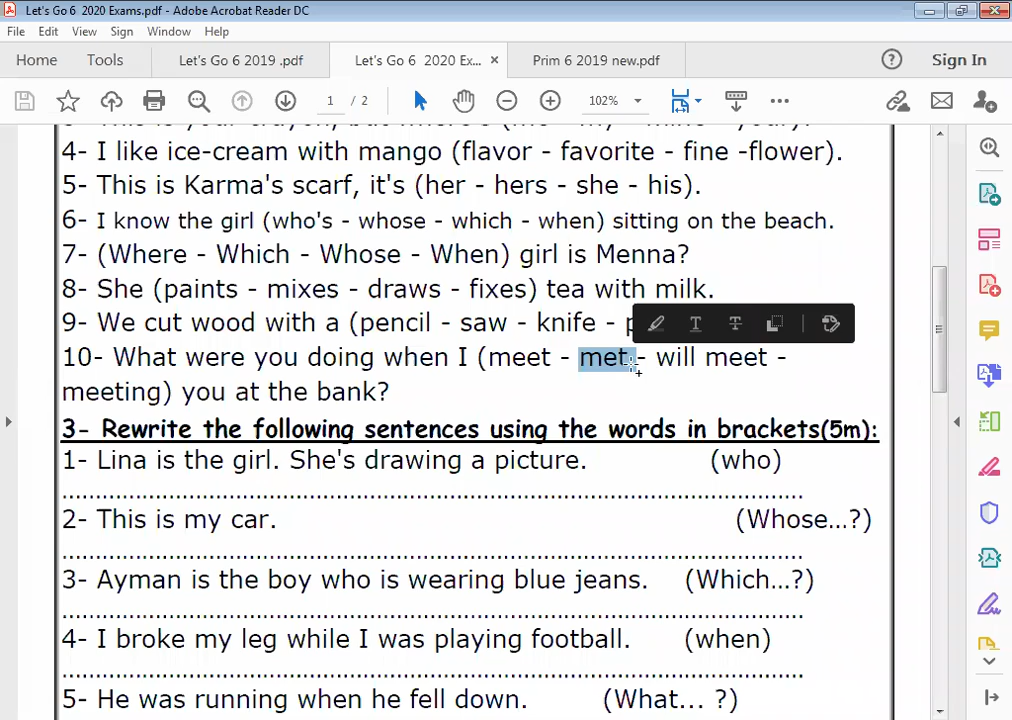 Let's Go 6 2020 Exams.pdf - Adobe Acrobat Reader DC
File Edit View Sign Window Help
Home Tools Let's Go 6 2019 .pdf Let's Go 6 2020 Ex... × Prim 6 2019 new.pdf Sign In
1 / 2 102%
4- I like ice-cream with mango (flavor - favorite - fine -flower).
5- This is Karma's scarf, it's (her - hers - she - his).
6- I know the girl (who's - whose - which - when) sitting on the beach.
7- (Where - Which - Whose - When) girl is Menna?
8- She (paints - mixes - draws - fixes) tea with milk.
9- We cut wood with a (pencil - saw - knife -
10- What were you doing when I (meet - met - will meet -
meeting) you at the bank?
3- Rewrite the following sentences using the words in brackets(5m):
1- Lina is the girl. She's drawing a picture. (who)
................................................................................
2- This is my car. (Whose...?)
................................................................................
3- Ayman is the boy who is wearing blue jeans. (Which...?)
................................................................................
4- I broke my leg while I was playing football. (when)
................................................................................
5- He was running when he fell down. (What... ?)